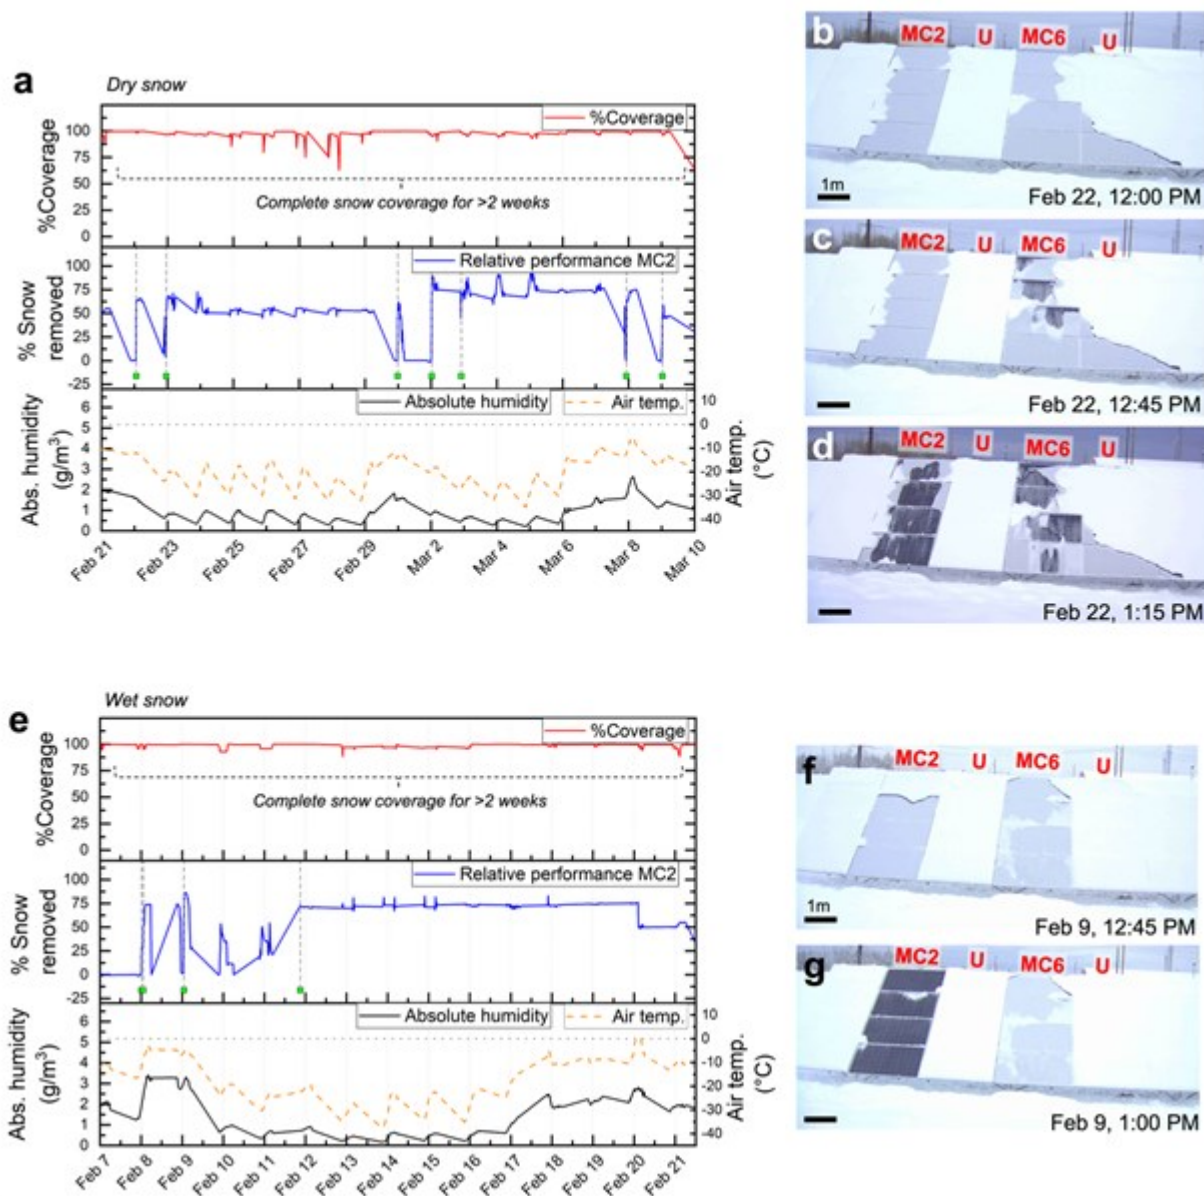 a
Dry snow
%Coverage
100
75
50
25
0
%Coverage
Complete snow coverage for >2 weeks
% Snow
removed
100
75
50
25
0
-25
Relative performance MC2
Abs. humidity
(g/m³)
6
5
4
3
2
1
0
Absolute humidity
Air temp.
10
0
-10
-20
-30
-40
Air temp.
(°C)
Feb 21
Feb 23
Feb 25
Feb 27
Feb 29
Mar 2
Mar 4
Mar 6
Mar 8
Mar 10
b
MC2
U
MC6
U
1m
Feb 22, 12:00 PM
c
MC2
U
MC6
U
Feb 22, 12:45 PM
d
MC2
U
MC6
U
Feb 22, 1:15 PM
e
Wet snow
%Coverage
100
75
50
25
0
%Coverage
Complete snow coverage for >2 weeks
% Snow
removed
100
75
50
25
0
-25
Relative performance MC2
Abs. humidity
(g/m³)
6
5
4
3
2
1
0
Absolute humidity
Air temp.
10
0
-10
-20
-30
-40
Air temp.
(°C)
Feb 7
Feb 8
Feb 9
Feb 10
Feb 11
Feb 12
Feb 13
Feb 14
Feb 15
Feb 16
Feb 17
Feb 18
Feb 19
Feb 20
Feb 21
f
MC2
U
MC6
U
1m
Feb 9, 12:45 PM
g
MC2
U
MC6
U
Feb 9, 1:00 PM